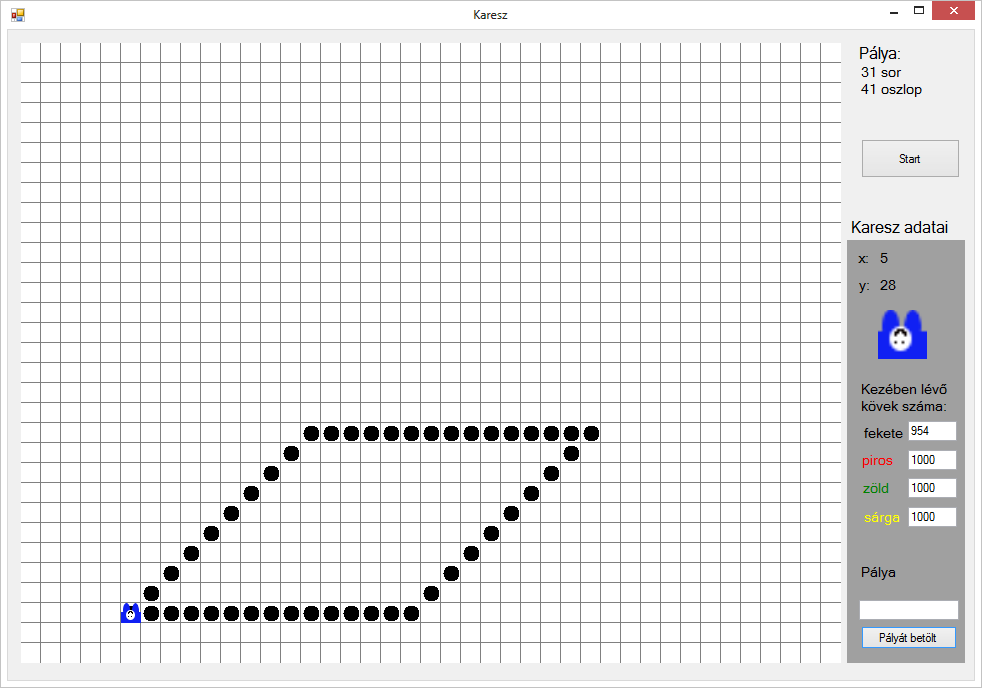 Karesz
Pálya:
31 sor
41 oszlop
Start
Karesz adatai
x: 5
y: 28
Kezében lévő
kövek száma:
fekete 954
piros 1000
zöld 1000
sárga 1000
Pálya
Pályát betölt